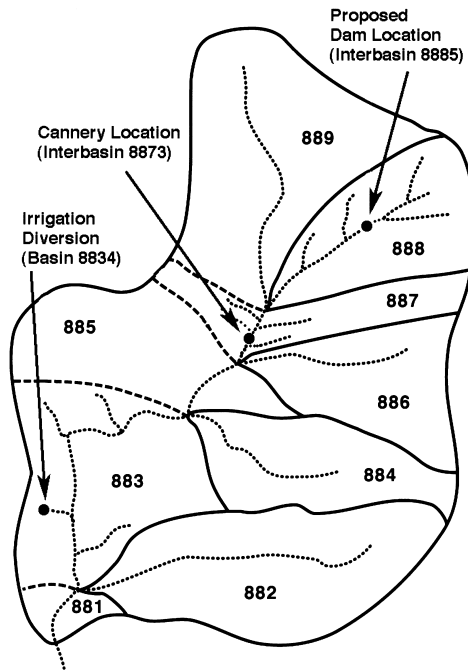 Proposed
Dam Location
(Interbasin 8885)
Cannery Location
(Interbasin 8873)
889
Irrigation
Diversion
(Basin 8834)
888
887
885
886
883
884
882
881